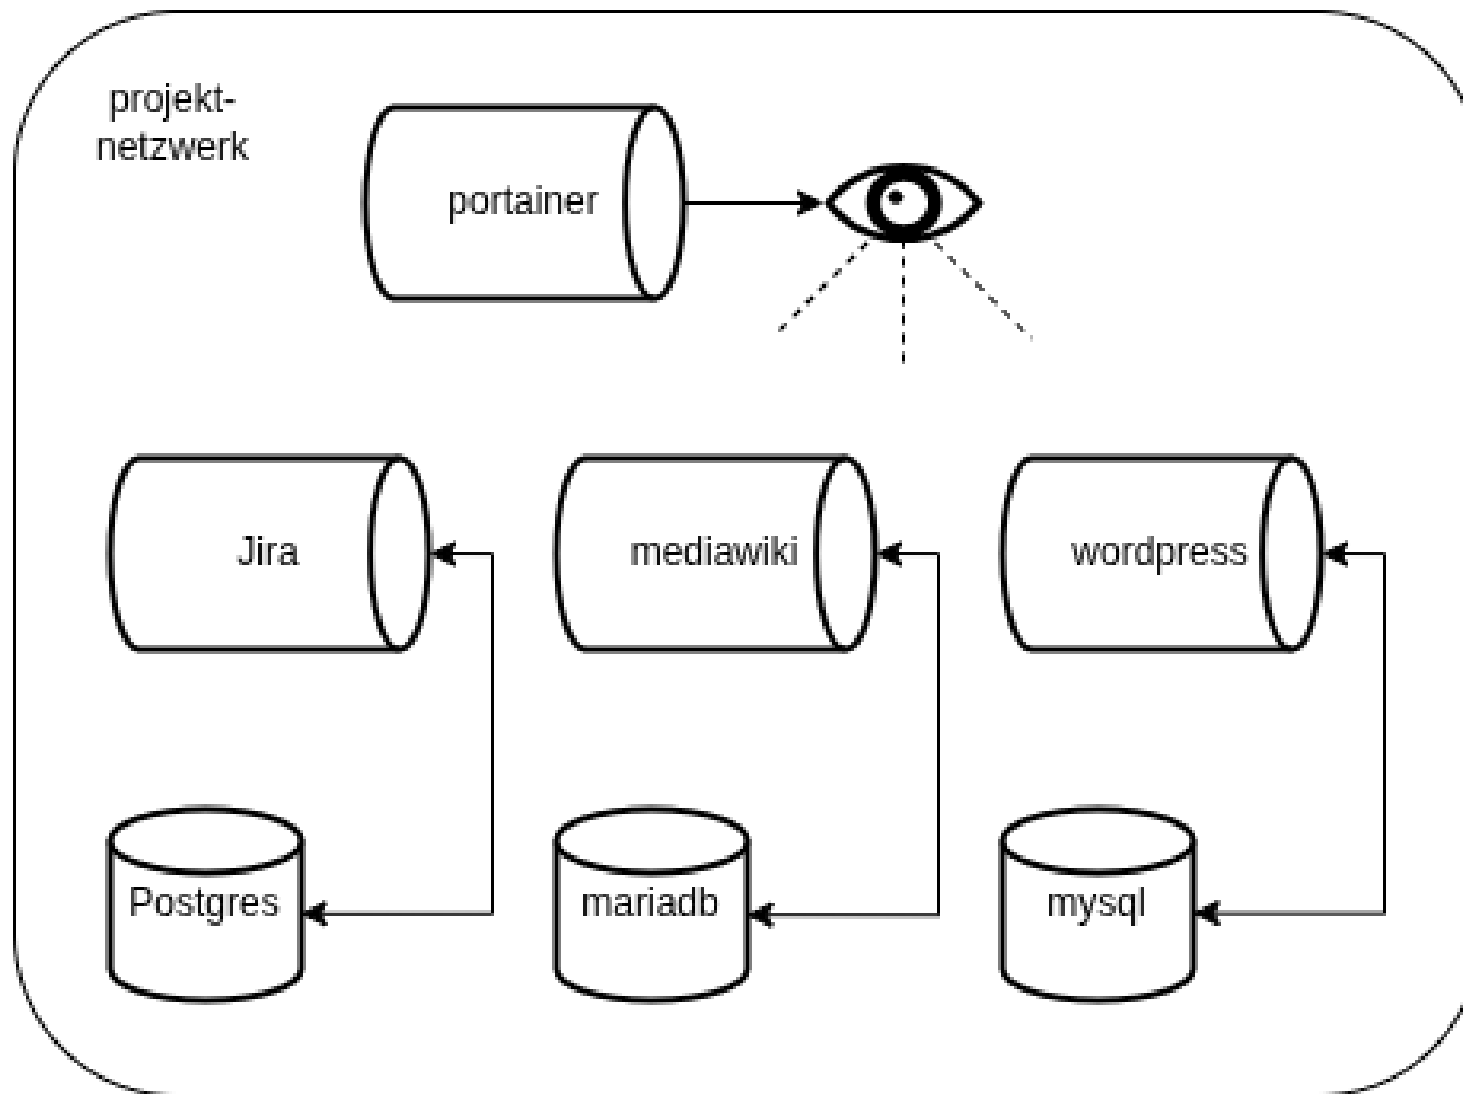 projekt-
netzwerk
portainer
Jira
mediawiki
wordpress
Postgres
mariadb
mysql